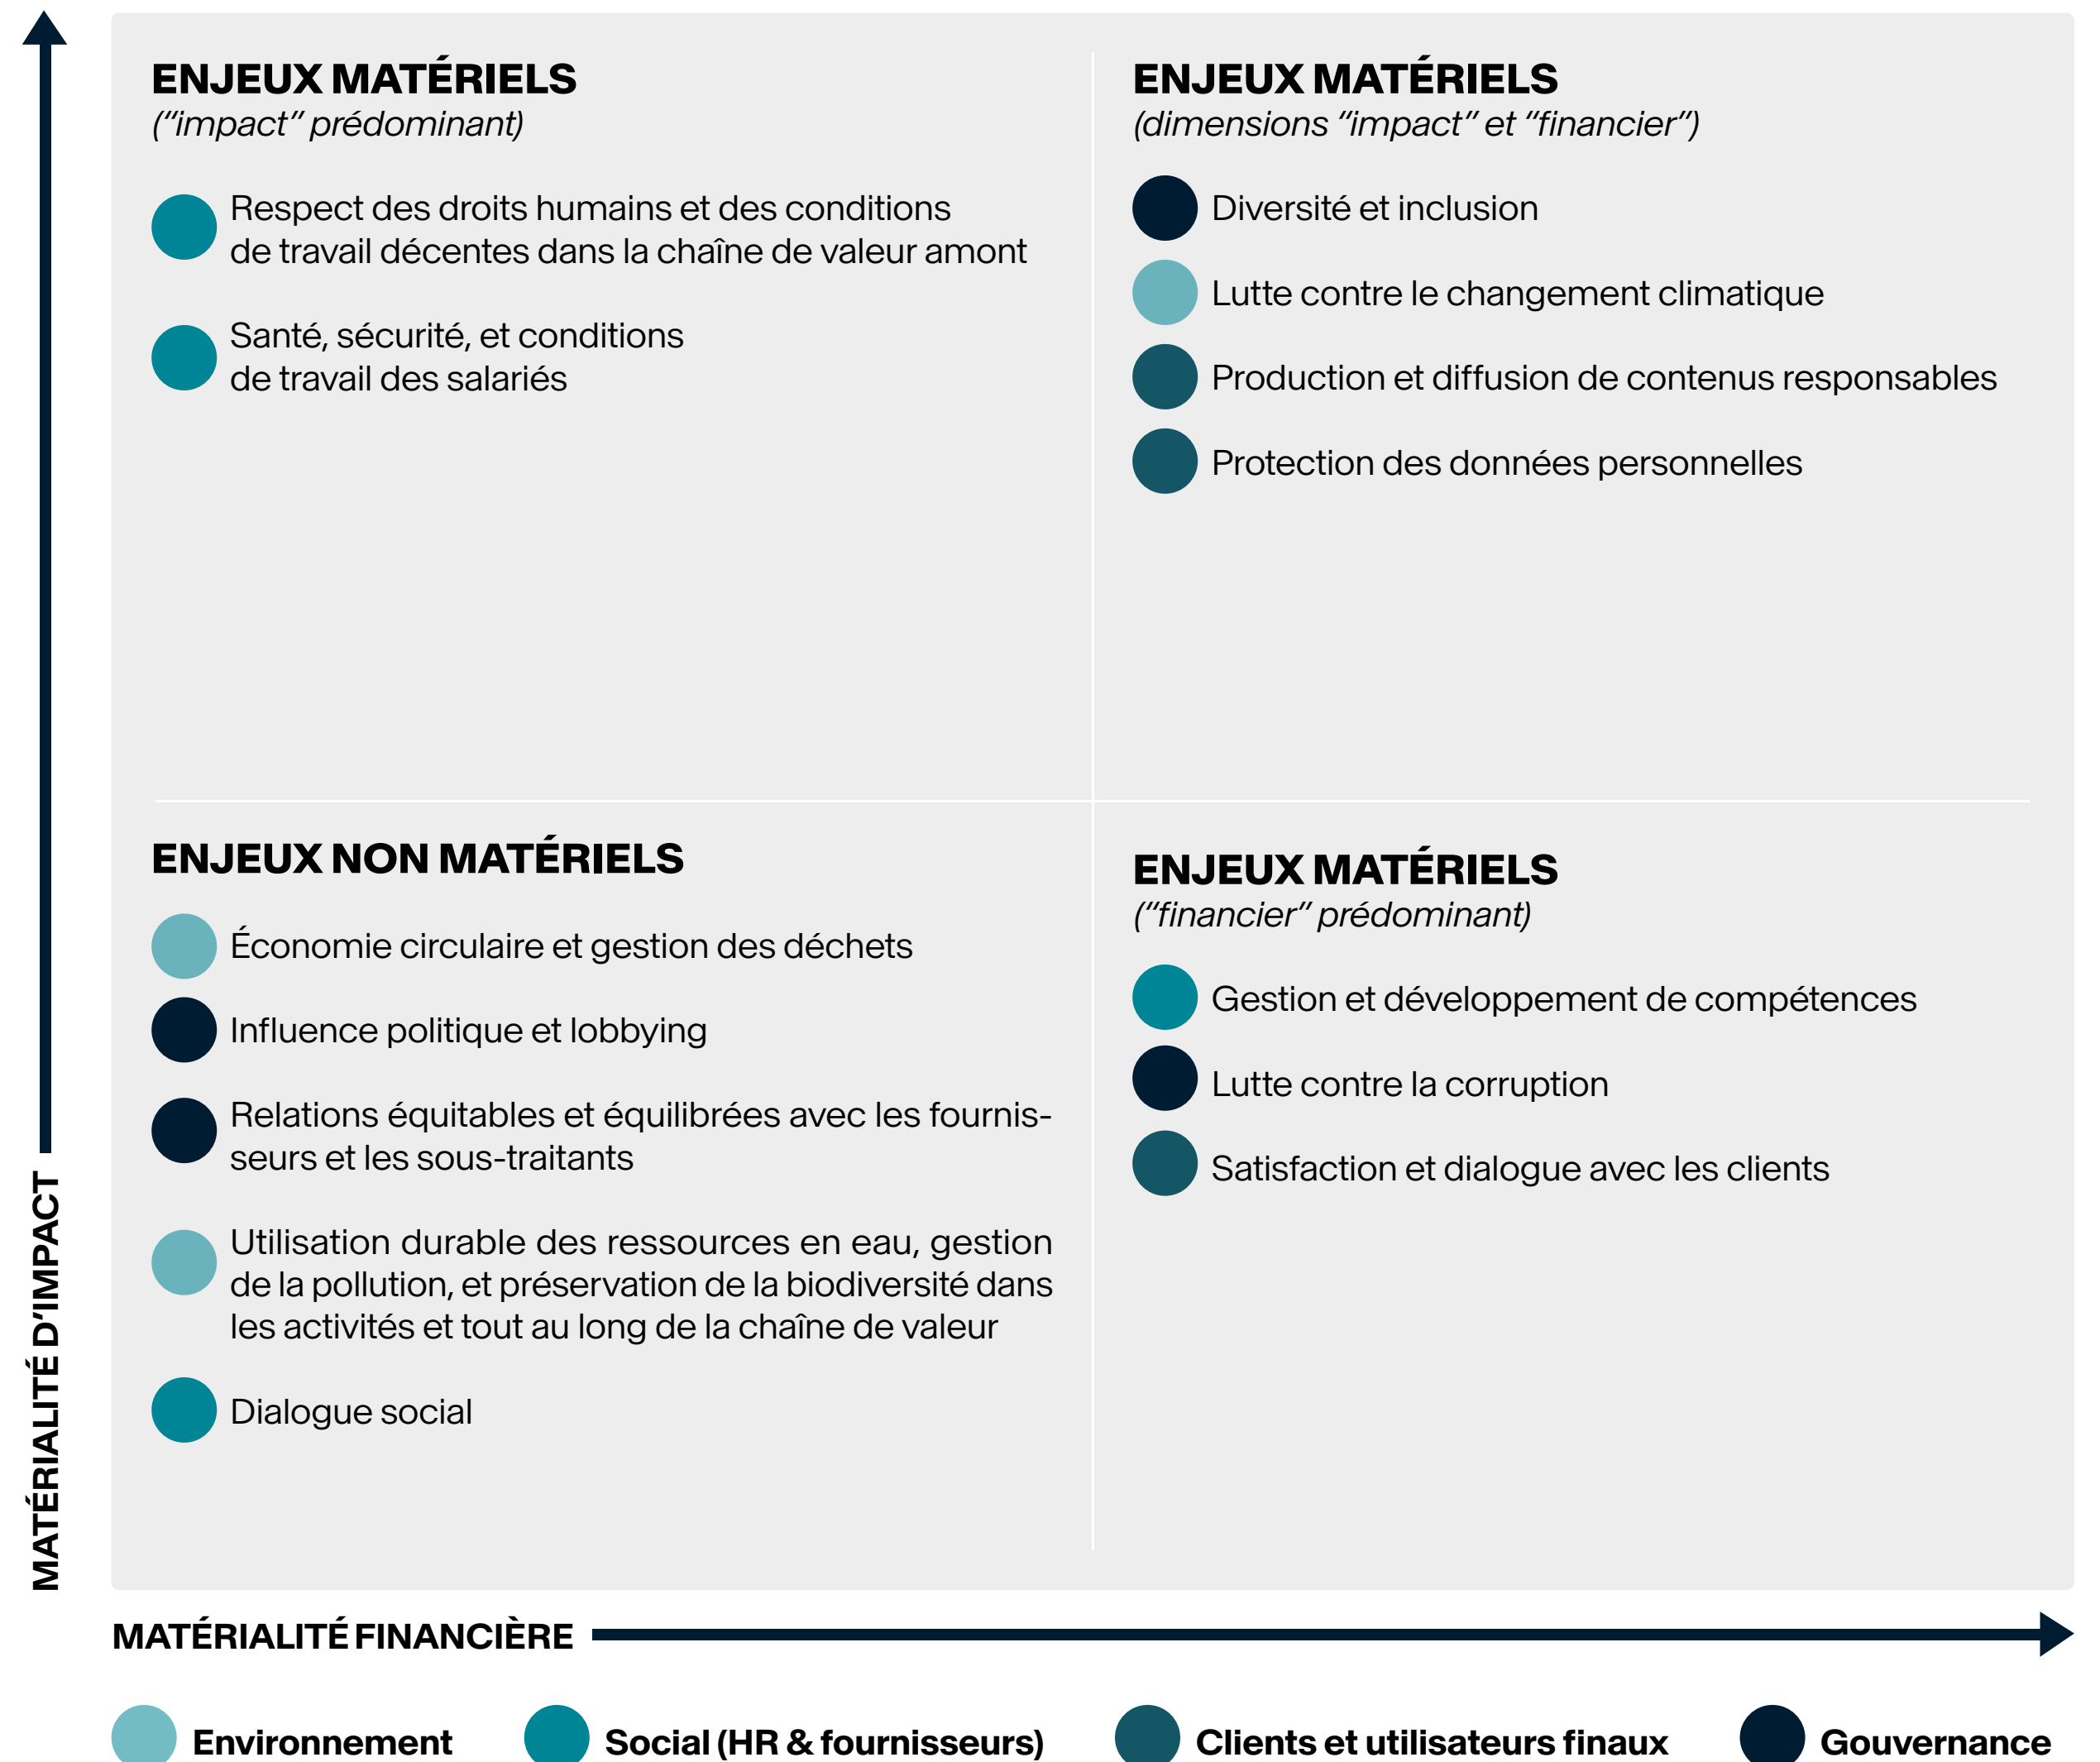 ENJEUX MATÉRIELS
(“impact” prédominant)
Respect des droits humains et des conditions
de travail décentes dans la chaîne de valeur amont
Santé, sécurité, et conditions
de travail des salariés
ENJEUX MATÉRIELS
(dimensions “impact” et “financier”)
Diversité et inclusion
Lutte contre le changement climatique
Production et diffusion de contenus responsables
Protection des données personnelles
ENJEUX NON MATÉRIELS
Économie circulaire et gestion des déchets
Influence politique et lobbying
Relations équitables et équilibrées avec les fournis-
seurs et les sous-traitants
Utilisation durable des ressources en eau, gestion
de la pollution, et préservation de la biodiversité dans
les activités et tout au long de la chaîne de valeur
Dialogue social
ENJEUX MATÉRIELS
(“financier” prédominant)
Gestion et développement de compétences
Lutte contre la corruption
Satisfaction et dialogue avec les clients
MATÉRIALITÉ D’IMPACT
MATÉRIALITÉ FINANCIÈRE
Environnement
Social (HR & fournisseurs)
Clients et utilisateurs finaux
Gouvernance